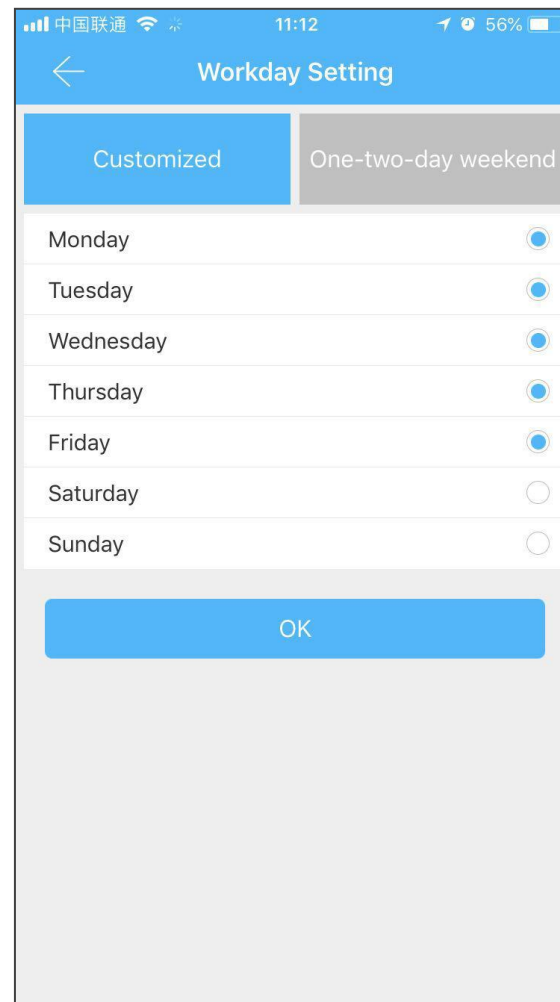 中国联通 11:12 56%
Workday Setting
Customized One-two-day weekend
Monday
Tuesday
Wednesday
Thursday
Friday
Saturday
Sunday
OK